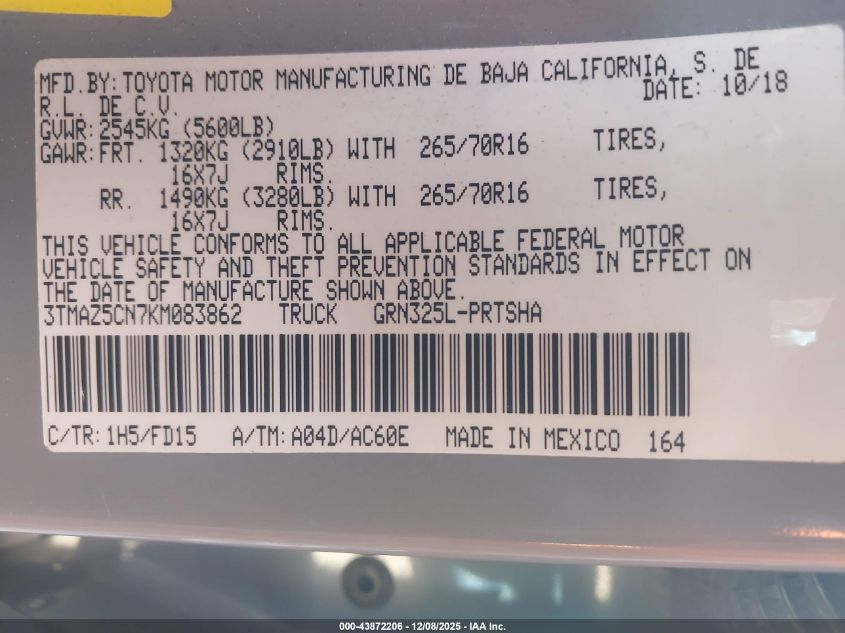 MFD.BY:TOYOTA MOTOR MANUFACTURING DE BAJA CALIFORNIA, S. DE
R.L. DE C.V. DATE: 10/18
GVWR:2545KG (5600LB)
GAWR:FRT. 1320KG (2910LB) WITH 265/70R16 TIRES,
16X7J RIMS.
RR. 1490KG (3280LB) WITH 265/70R16 TIRES,
16X7J RIMS.
THIS VEHICLE CONFORMS TO ALL APPLICABLE FEDERAL MOTOR
VEHICLE SAFETY AND THEFT PREVENTION STANDARDS IN EFFECT ON
THE DATE OF MANUFACTURE SHOWN ABOVE.
3TMAZ5CN7KM083862 TRUCK GRN325L-PRTSHA
C/TR:1H5/FD15 A/TM:A04D/AC60E MADE IN MEXICO 164
000-43872206 - 12/08/2025 - IAA Inc.